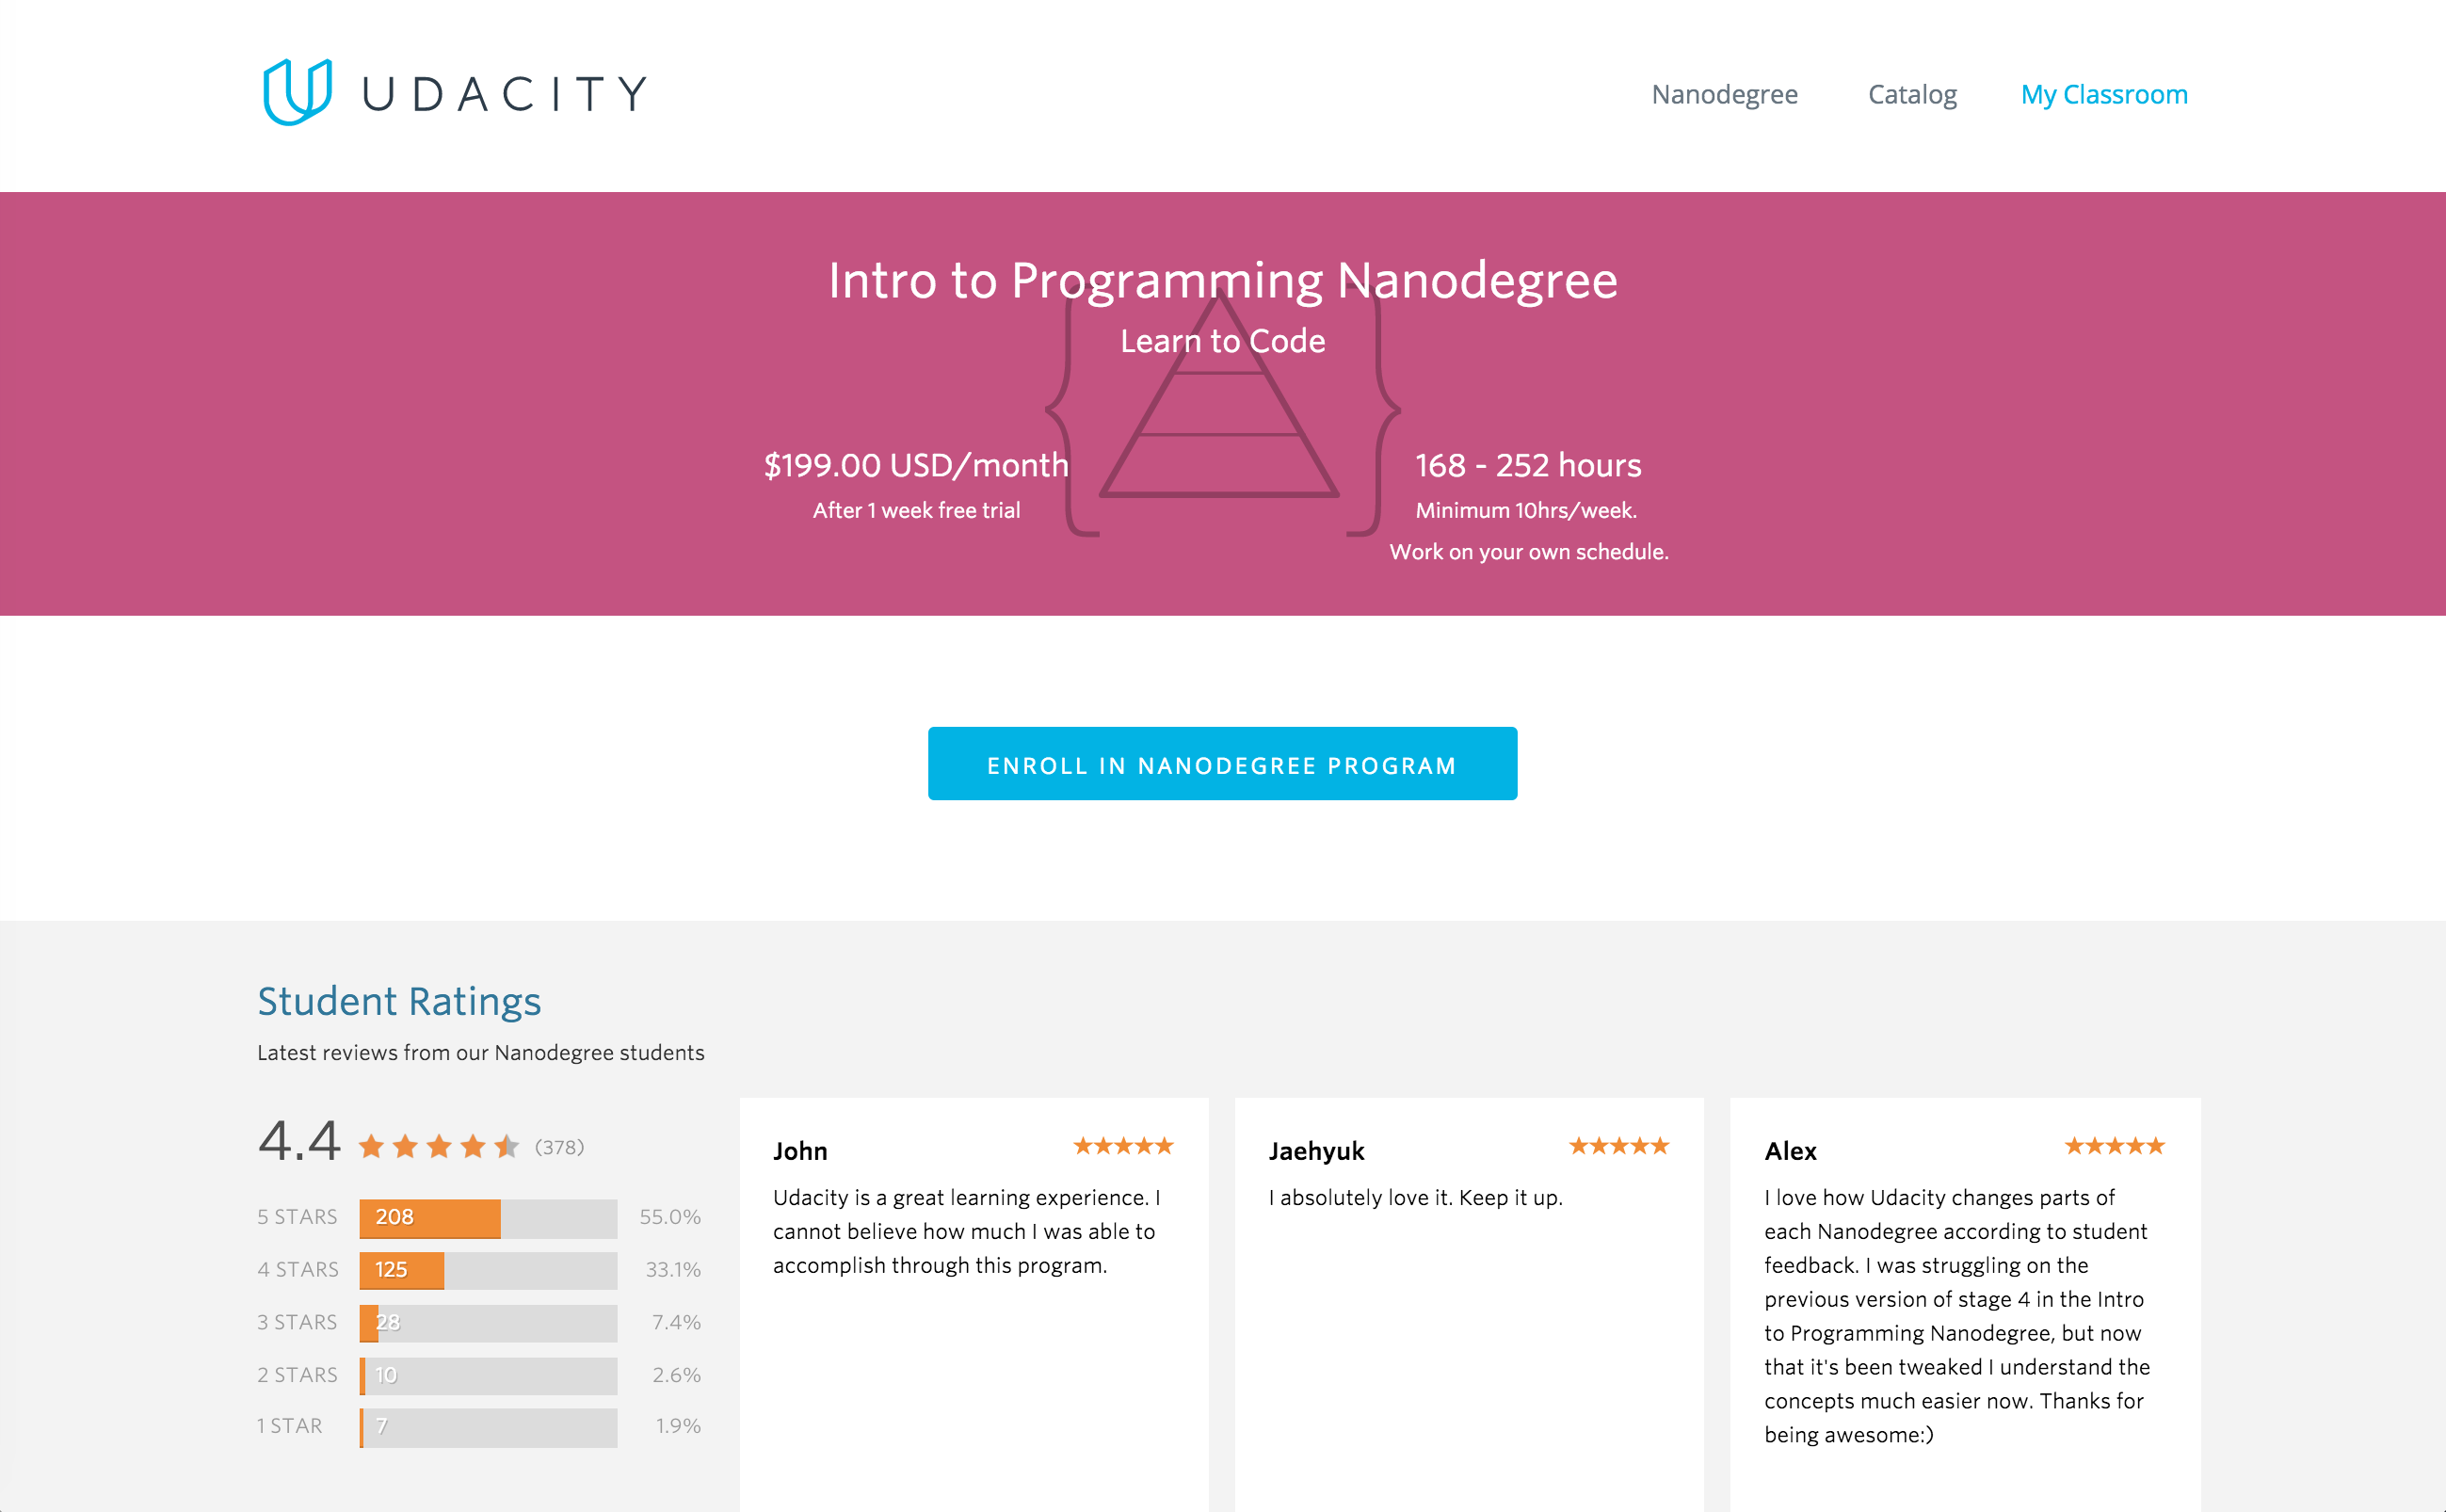 UDACITY
Nanodegree
Catalog
My Classroom
Intro to Programming Nanodegree
Learn to Code
$199.00 USD/month
After 1 week free trial
168 - 252 hours
Minimum 10hrs/week.
Work on your own schedule.
ENROLL IN NANODEGREE PROGRAM
Student Ratings
Latest reviews from our Nanodegree students
4.4 (378)
5 STARS 208 55.0%
4 STARS 125 33.1%
3 STARS 28 7.4%
2 STARS 10 2.6%
1 STAR 7 1.9%
John
Udacity is a great learning experience. I
cannot believe how much I was able to
accomplish through this program.
Jaehyuk
I absolutely love it. Keep it up.
Alex
I love how Udacity changes parts of
each Nanodegree according to student
feedback. I was struggling on the
previous version of stage 4 in the Intro
to Programming Nanodegree, but now
that it's been tweaked I understand the
concepts much easier now. Thanks for
being awesome:)